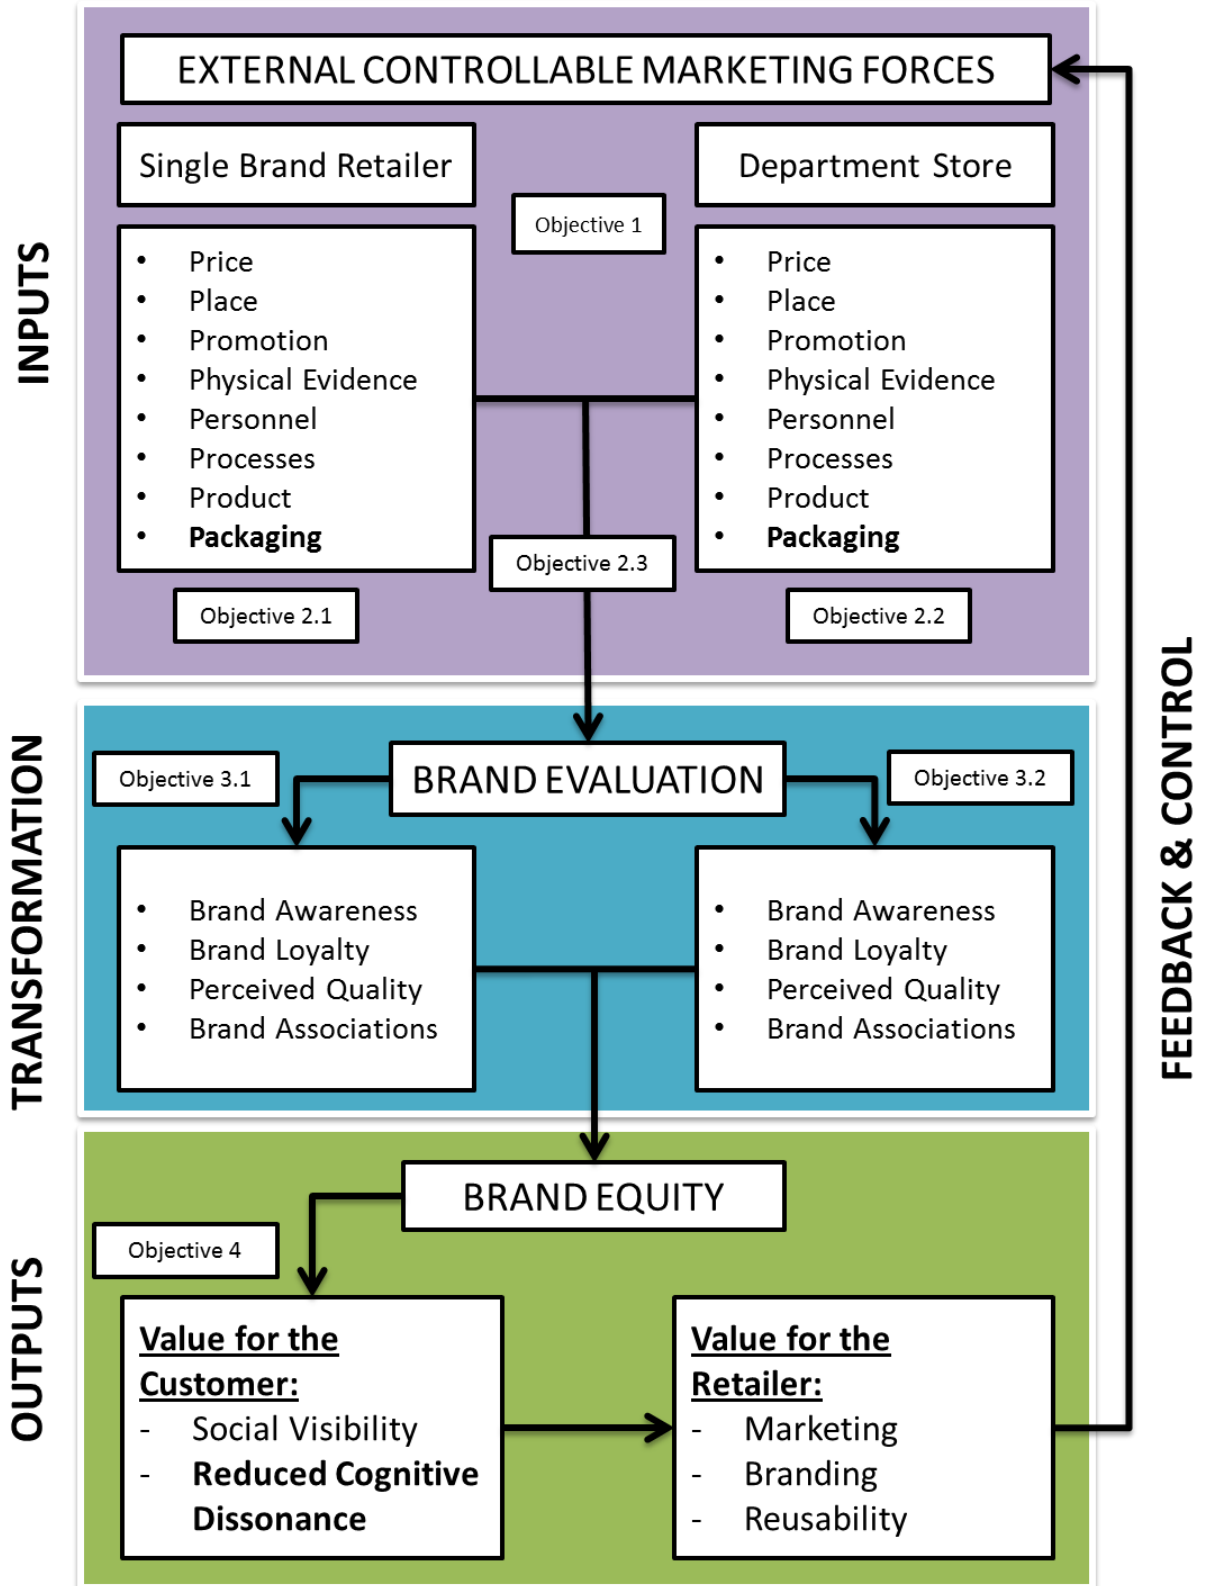 EXTERNAL CONTROLLABLE MARKETING FORCES
Single Brand Retailer
Department Store
Objective 1
INPUTS
• Price
• Place
• Promotion
• Physical Evidence
• Personnel
• Processes
• Product
• Packaging
• Price
• Place
• Promotion
• Physical Evidence
• Personnel
• Processes
• Product
• Packaging
Objective 2.3
Objective 2.1
Objective 2.2
TRANSFORMATION
BRAND EVALUATION
Objective 3.1
Objective 3.2
• Brand Awareness
• Brand Loyalty
• Perceived Quality
• Brand Associations
• Brand Awareness
• Brand Loyalty
• Perceived Quality
• Brand Associations
FEEDBACK & CONTROL
OUTPUTS
BRAND EQUITY
Objective 4
Value for the
Customer:
- Social Visibility
- Reduced Cognitive
Dissonance
Value for the
Retailer:
- Marketing
- Branding
- Reusability